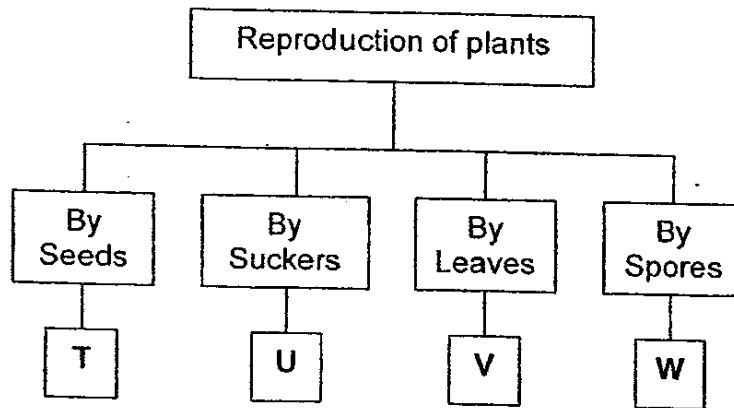 Reproduction of plants
By
Seeds
By
Suckers
By
Leaves
By
Spores
T
U
V
W